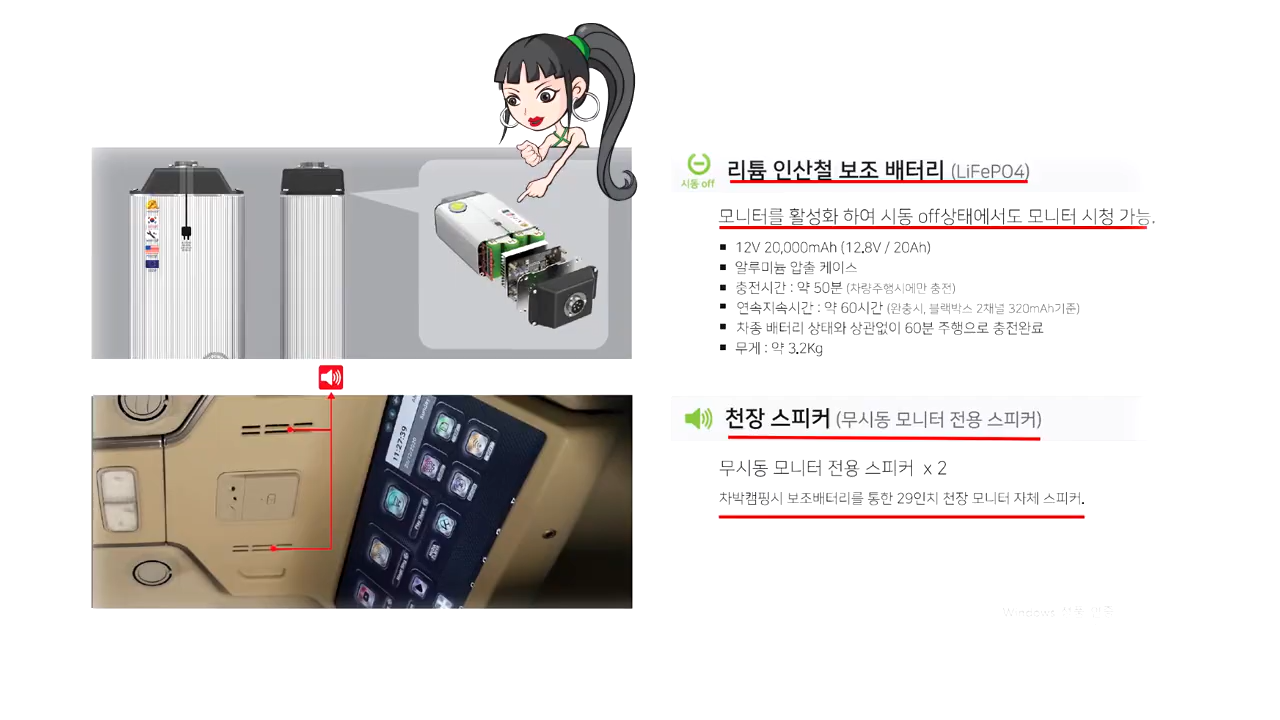 시동 off
리튬 인산철 보조 배터리 (LiFePO4)
모니터를 활성화 하여 시동 off상태에서도 모니터 시청 가능.
▪ 12V 20,000mAh (12.8V / 20Ah)
▪ 알루미늄 압출 케이스
▪ 충전시간 : 약 50분 (차량주행시에만 충전)
▪ 연속지속시간 : 약 60시간 (완충시, 블랙박스 2채널 320mAh기준)
▪ 차종 배터리 상태와 상관없이 60분 주행으로 충전완료
▪ 무게 : 약 3.2Kg
11:27:39
Sunday
천장 스피커 (무시동 모니터 전용 스피커)
무시동 모니터 전용 스피커 x 2
차박캠핑시 보조배터리를 통한 29인치 천장 모니터 자체 스피커.
Windows